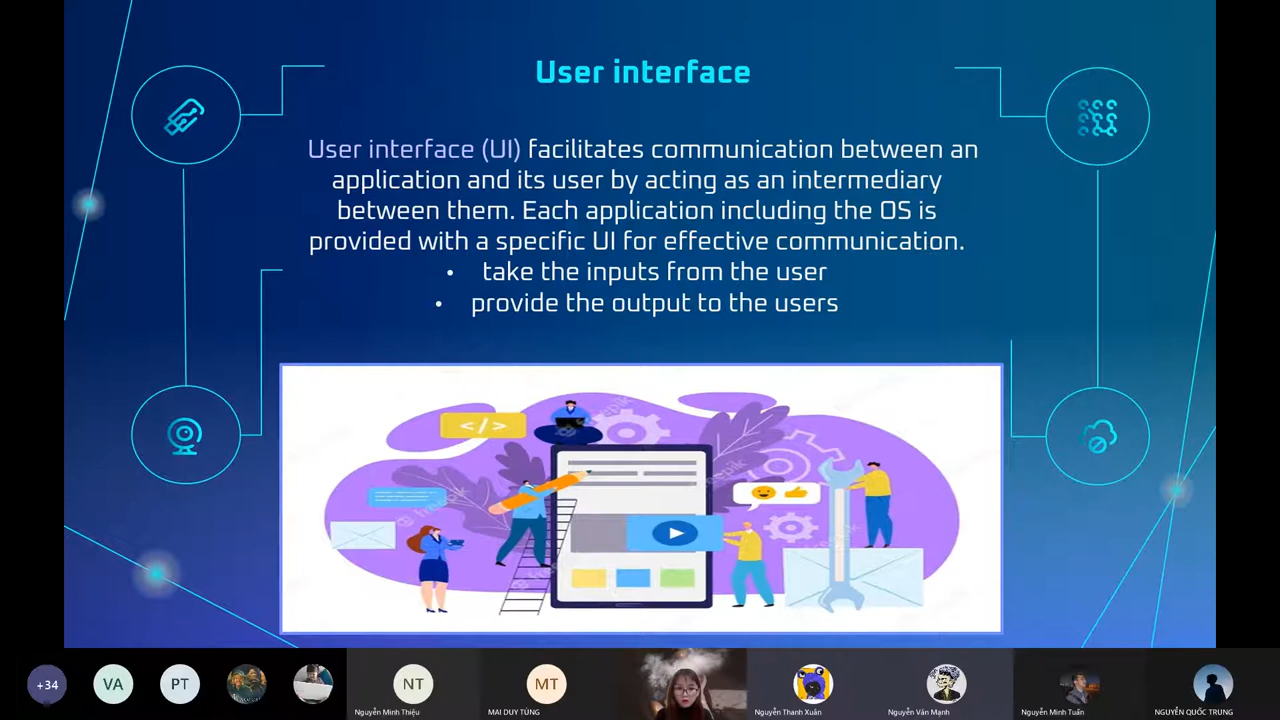 User interface
User interface (UI) facilitates communication between an
application and its user by acting as an intermediary
between them. Each application including the OS is
provided with a specific UI for effective communication.
• take the inputs from the user
• provide the output to the users
</>
+34
VA
PT
NT
MT
Nguyễn Minh Thiệu
MAI DUY TÙNG
Nguyễn Thanh Xuân
Nguyễn Văn Mạnh
Nguyễn Minh Tuấn
NGUYỄN QUỐC TRUNG